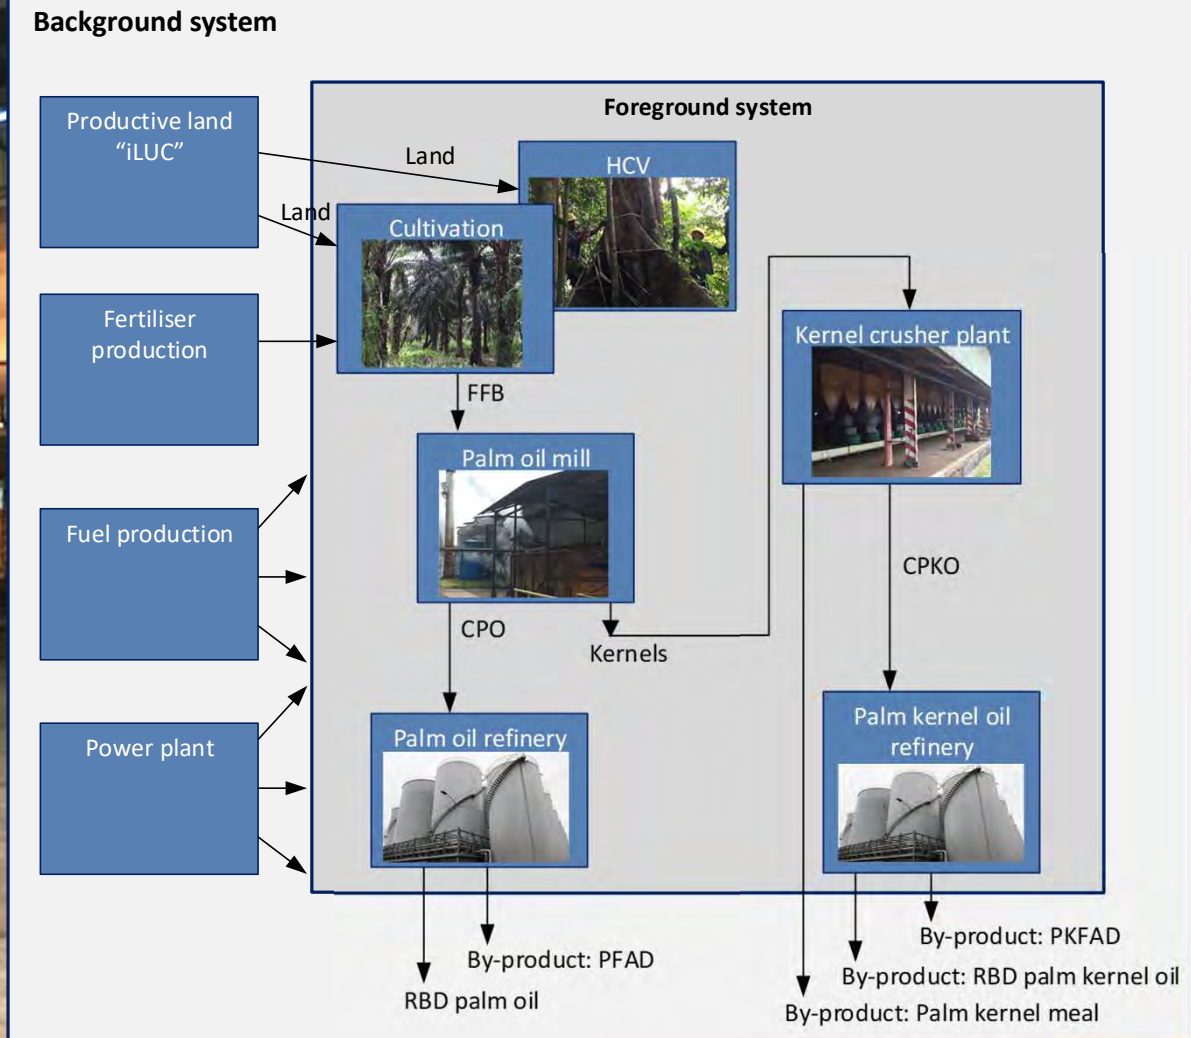 Background system
Foreground system
Productive land
“iLUC”
Land
Land
HCV
Cultivation
Fertiliser
production
Kernel crusher plant
FFB
Palm oil mill
Fuel production
CPKO
CPO
Kernels
Palm kernel oil
refinery
Palm oil refinery
Power plant
By-product: PKFAD
By-product: PFAD
By-product: RBD palm kernel oil
RBD palm oil
By-product: Palm kernel meal